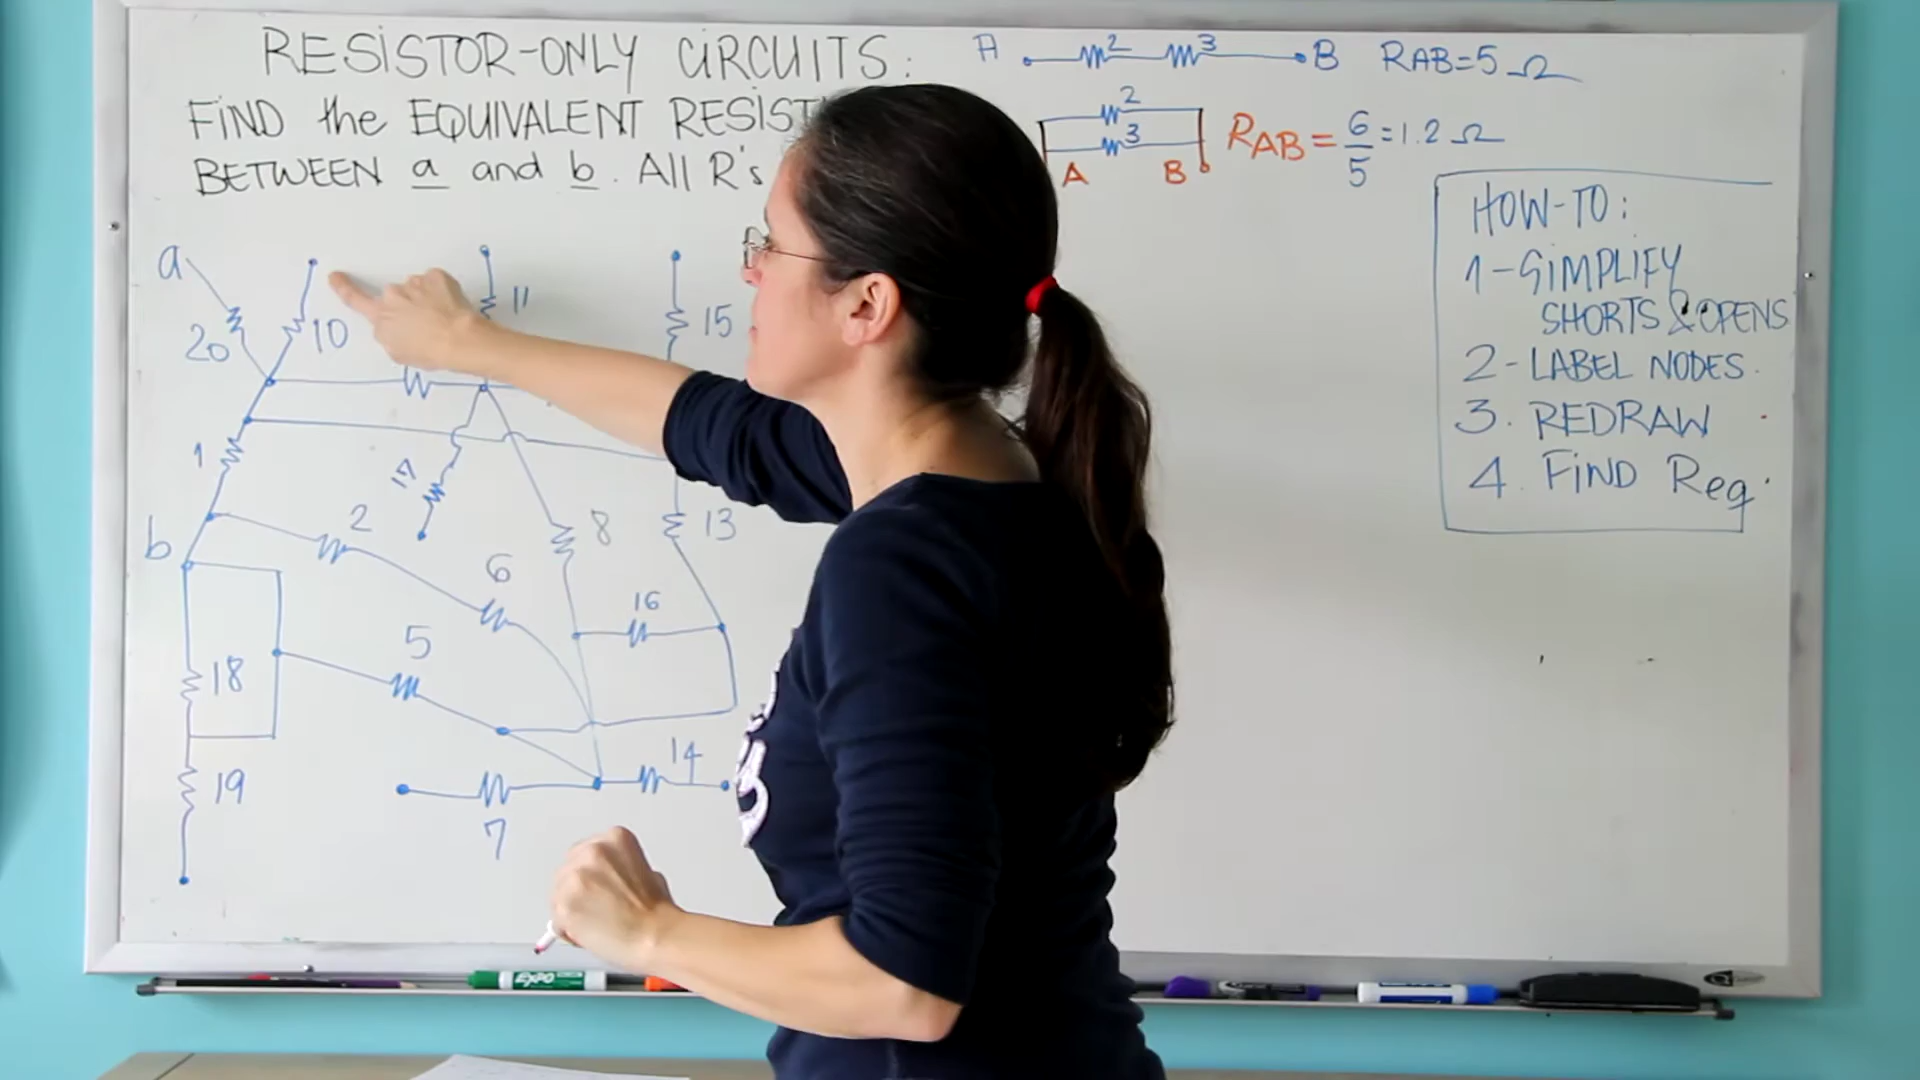 RESISTOR-ONLY CIRCUITS:
FIND the EQUIVALENT
BETWEEN a and b. All R's
A 2 3 B RAB=5 Ω
2
3
A B
RAB = 6/5 = 1.2 Ω
HOW-TO:
1-SIMPLIFY
SHORTS & OPENS
2-LABEL NODES.
3. REDRAW
4. FIND Req.
a
20
10
11
15
1
17
2
8
13
b
6
16
5
18
14
19
7
EXPO